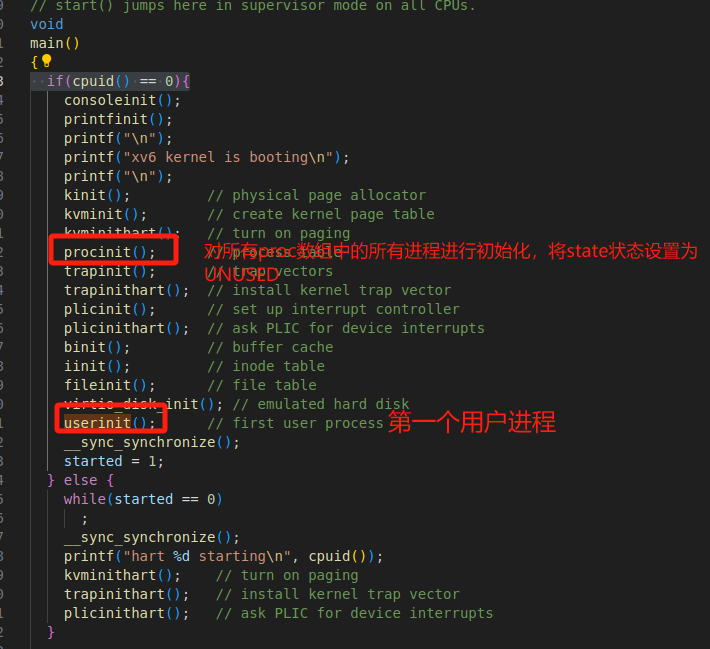 // start() jumps here in supervisor mode on all CPUs.
void
main()
{
if(cpuid() == 0){
consoleinit();
printfinit();
printf("\n");
printf("xv6 kernel is booting\n");
printf("\n");
kinit(); // physical page allocator
kvminit(); // create kernel page table
kvminithart(); // turn on paging
procinit(); // process table 对所有proc数组中的所有进程进行初始化，将state状态设置为
UNUSED
trapinit(); // trap vectors
trapinithart(); // install kernel trap vector
plicinit(); // set up interrupt controller
plicinithart(); // ask PLIC for device interrupts
binit(); // buffer cache
iinit(); // inode table
fileinit(); // file table
virtio_disk_init(); // emulated hard disk
userinit(); // first user process 第一个用户进程
__sync_synchronize();
started = 1;
} else {
while(started == 0)
;
__sync_synchronize();
printf("hart %d starting\n", cpuid());
kvminithart(); // turn on paging
trapinithart(); // install kernel trap vector
plicinithart(); // ask PLIC for device interrupts
}